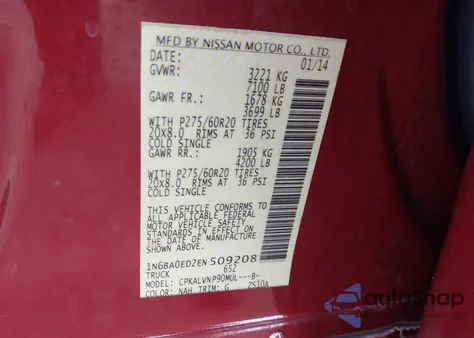 MFD BY NISSAN MOTOR CO., LTD.
DATE: 01/14
GVWR: 3221 KG
7100 LB
GAWR FR.: 1678 KG
3699 LB
WITH P275/60R20 TIRES
20X8.0 RIMS AT 36 PSI
COLD SINGLE
GAWR RR.: 1905 KG
4200 LB
WITH P275/60R20 TIRES
20X8.0 RIMS AT 36 PSI
COLD SINGLE
THIS VEHICLE CONFORMS TO
ALL APPLICABLE FEDERAL
MOTOR VEHICLE SAFETY
STANDARDS IN EFFECT ON
THE DATE OF MANUFACTURE
SHOWN ABOVE.
1N6BA0ED2EN509208
TRUCK 652
MODEL: CPKALVNP90MUL---B-
COLOR: NAH TRIM: G ZS10A
AutoSnap